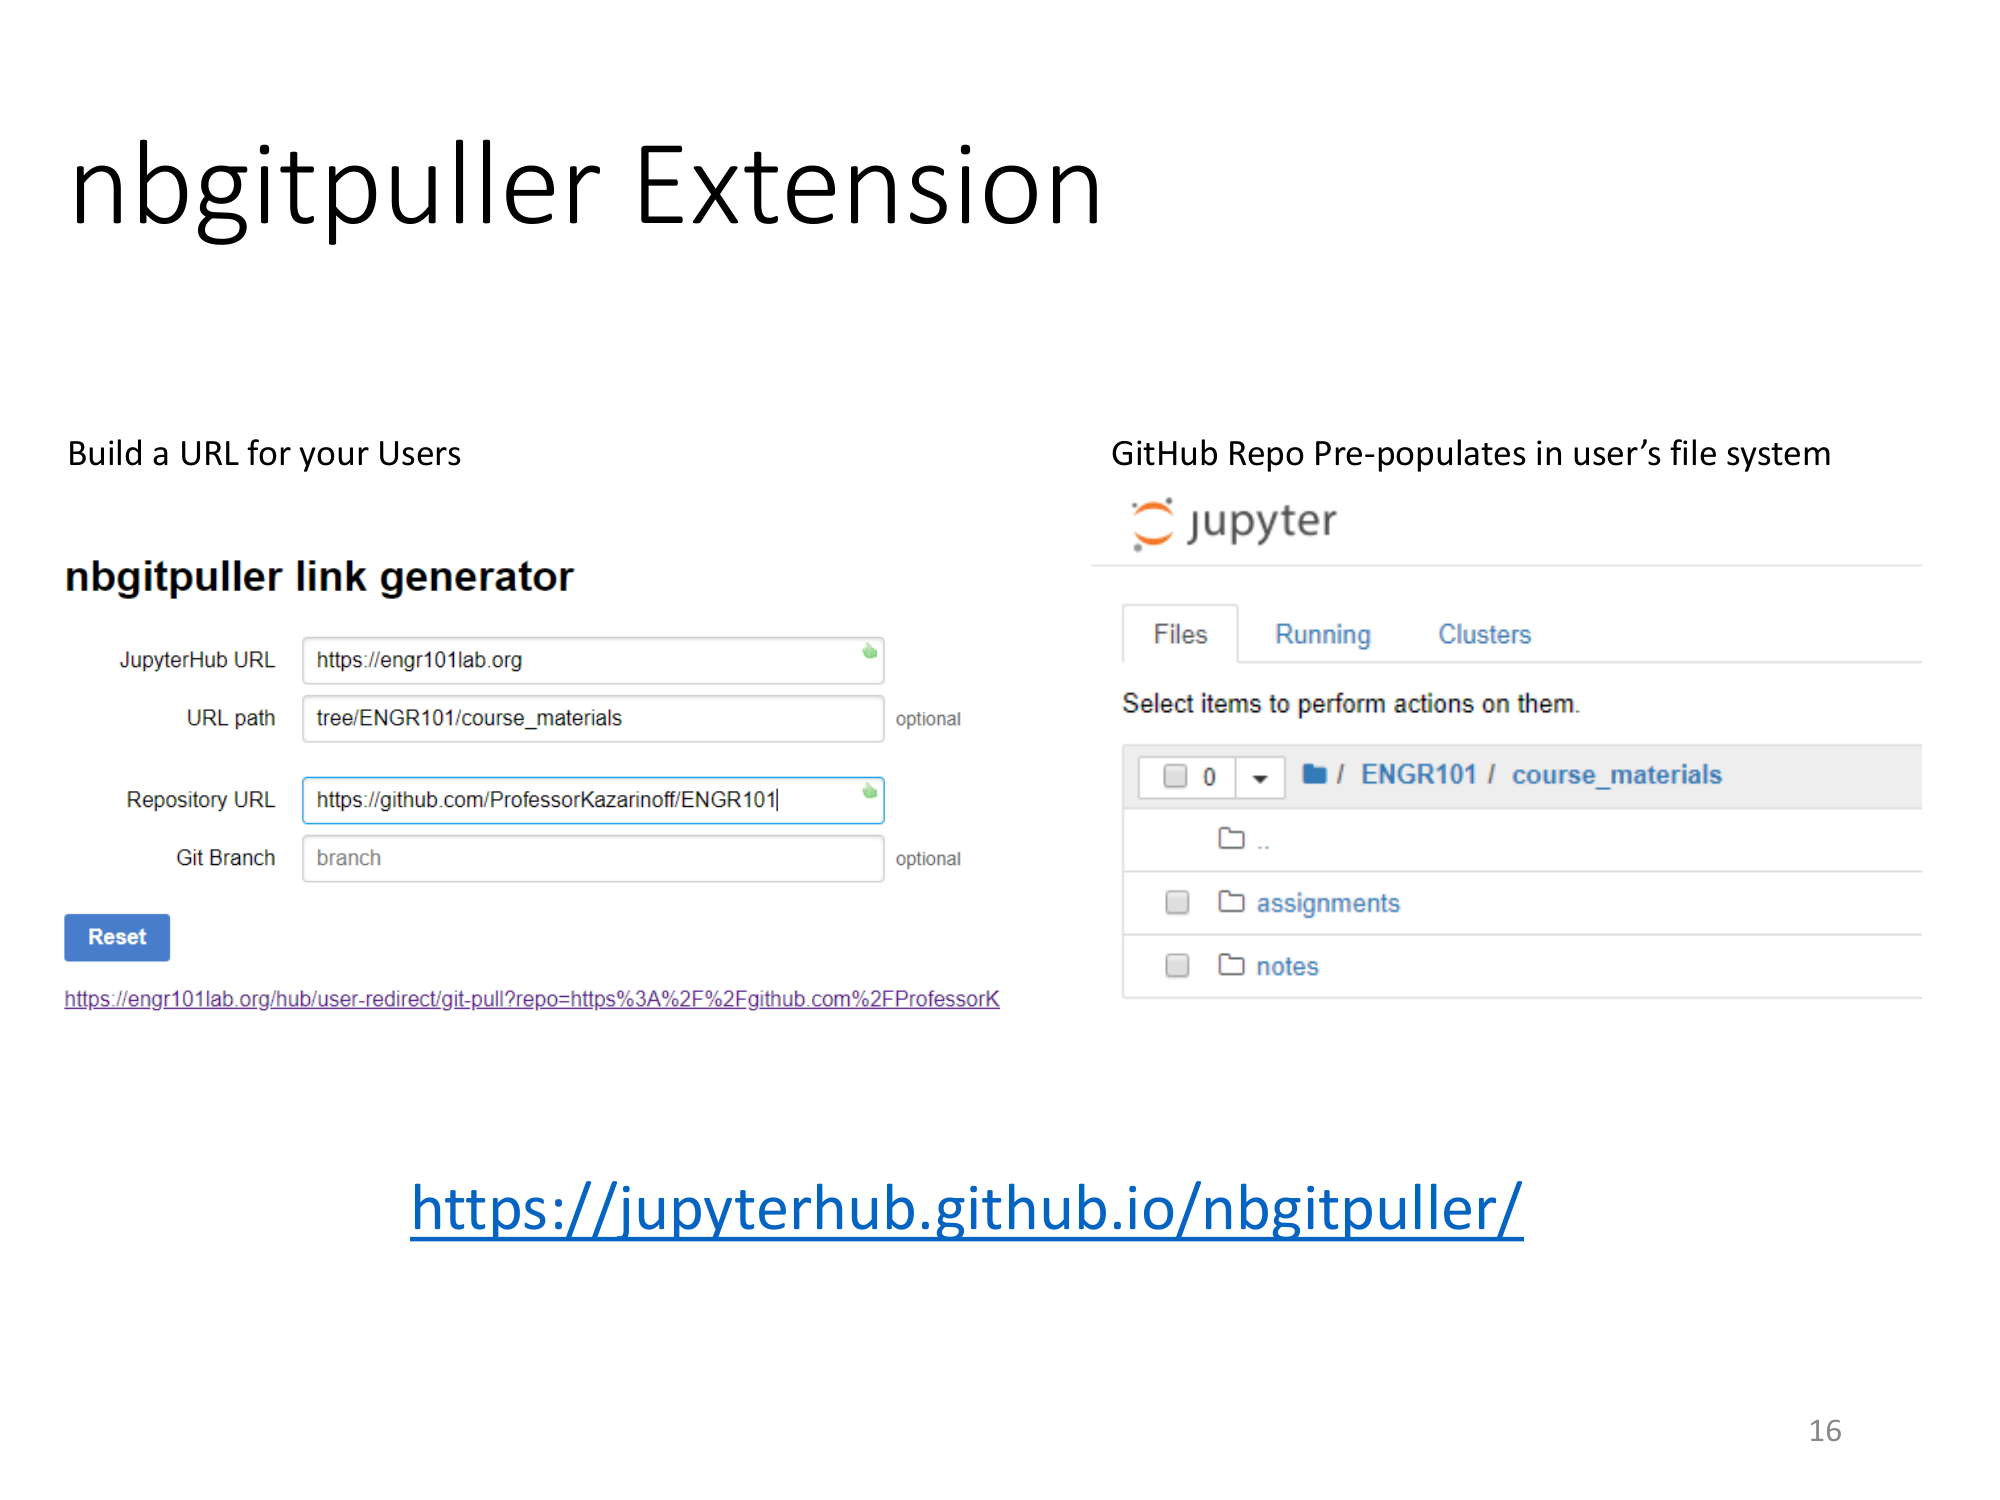 nbgitpuller Extension
Build a URL for your Users
nbgitpuller link generator
JupyterHub URL https://engr101lab.org
URL path tree/ENGR101/course_materials optional
Repository URL https://github.com/ProfessorKazarinoff/ENGR101
Git Branch branch optional
Reset
https://engr101lab.org/hub/user-redirect/git-pull?repo=https%3A%2F%2Fgithub.com%2FProfessorK
GitHub Repo Pre-populates in user’s file system
jupyter
Files Running Clusters
Select items to perform actions on them.
0 / ENGR101 / course_materials
..
assignments
notes
https://jupyterhub.github.io/nbgitpuller/
16